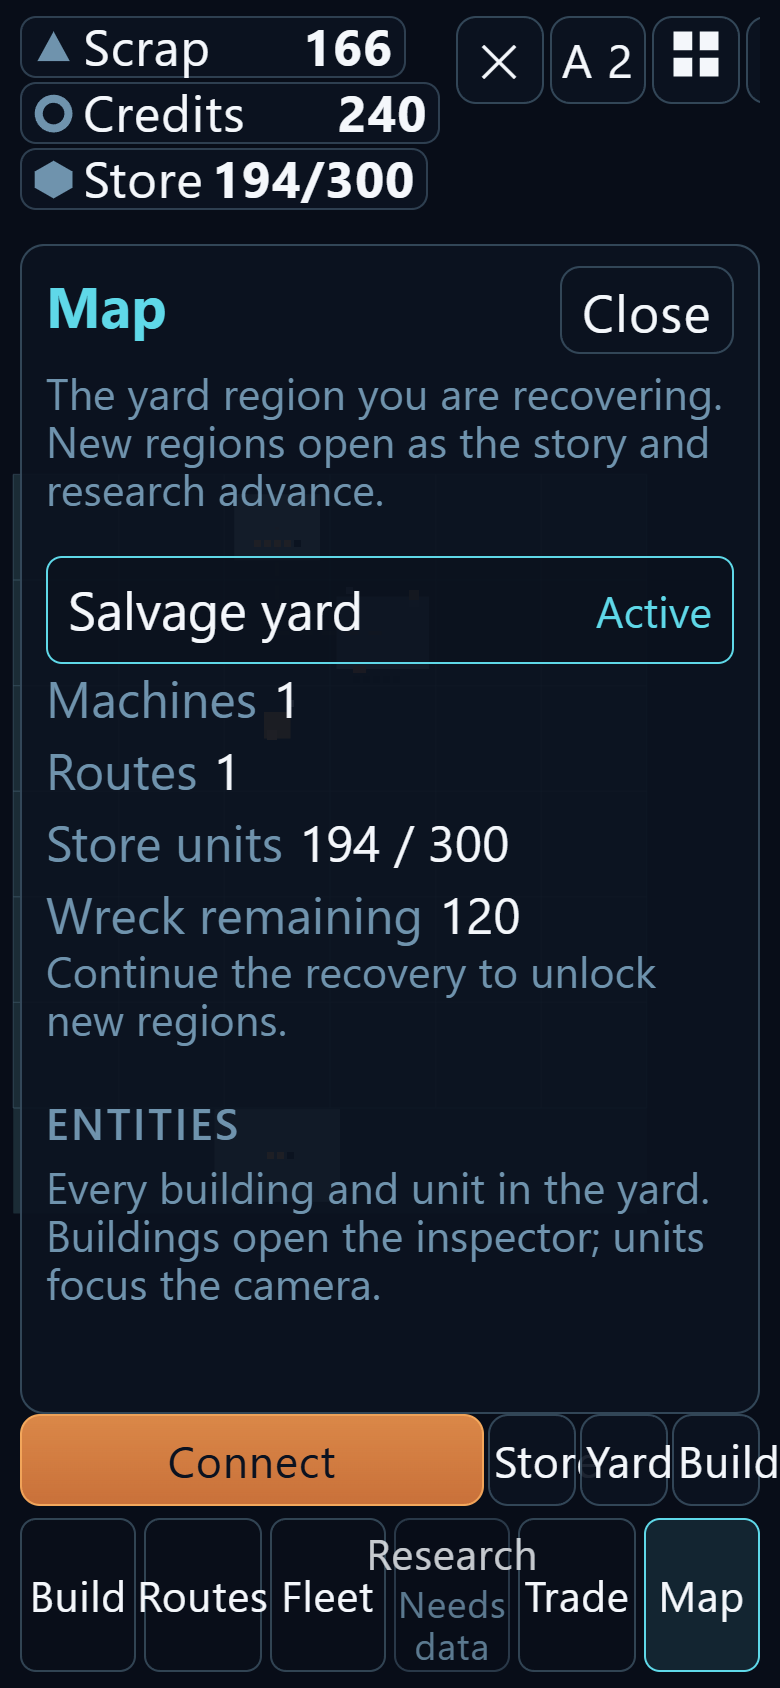 Scrap 166
A 2
Credits 240
Store 194/300
Map
Close
The yard region you are recovering.
New regions open as the story and
research advance.
Salvage yard Active
Machines 1
Routes 1
Store units 194 / 300
Wreck remaining 120
Continue the recovery to unlock
new regions.
ENTITIES
Every building and unit in the yard.
Buildings open the inspector; units
focus the camera.
Connect Store Yard Build
Build Routes Fleet Research Trade Map
Needs
data